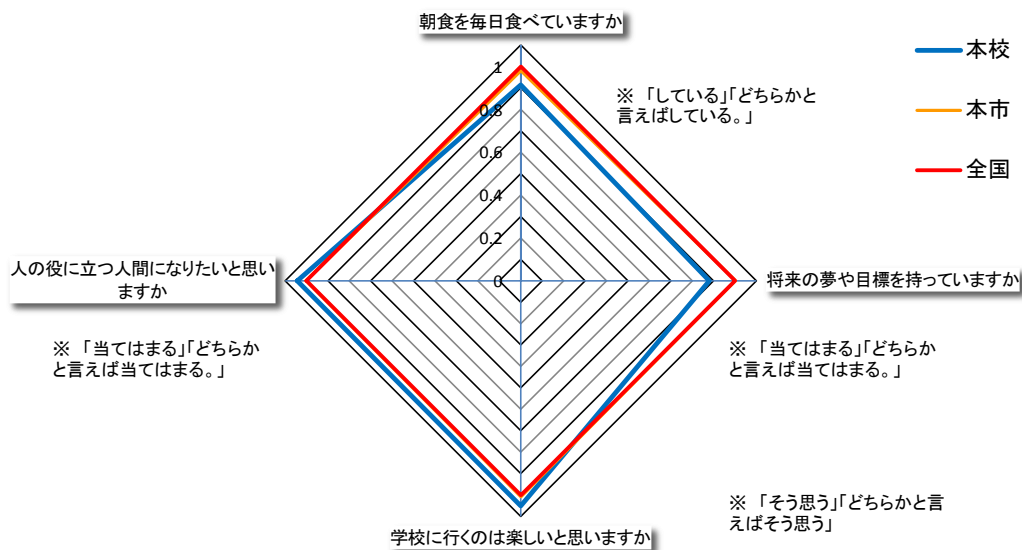 朝食を毎日食べていますか
本校
本市
全国
※ 「している」「どちらかと
言えばしている。」
1
0.8
0.6
0.4
0.2
0
人の役に立つ人間になりたいと思い
ますか
将来の夢や目標を持っていますか
※ 「当てはまる」「どちらか
と言えば当てはまる。」
※ 「当てはまる」「どちらか
と言えば当てはまる。」
※ 「そう思う」「どちらかと言
えばそう思う」
学校に行くのは楽しいと思いますか